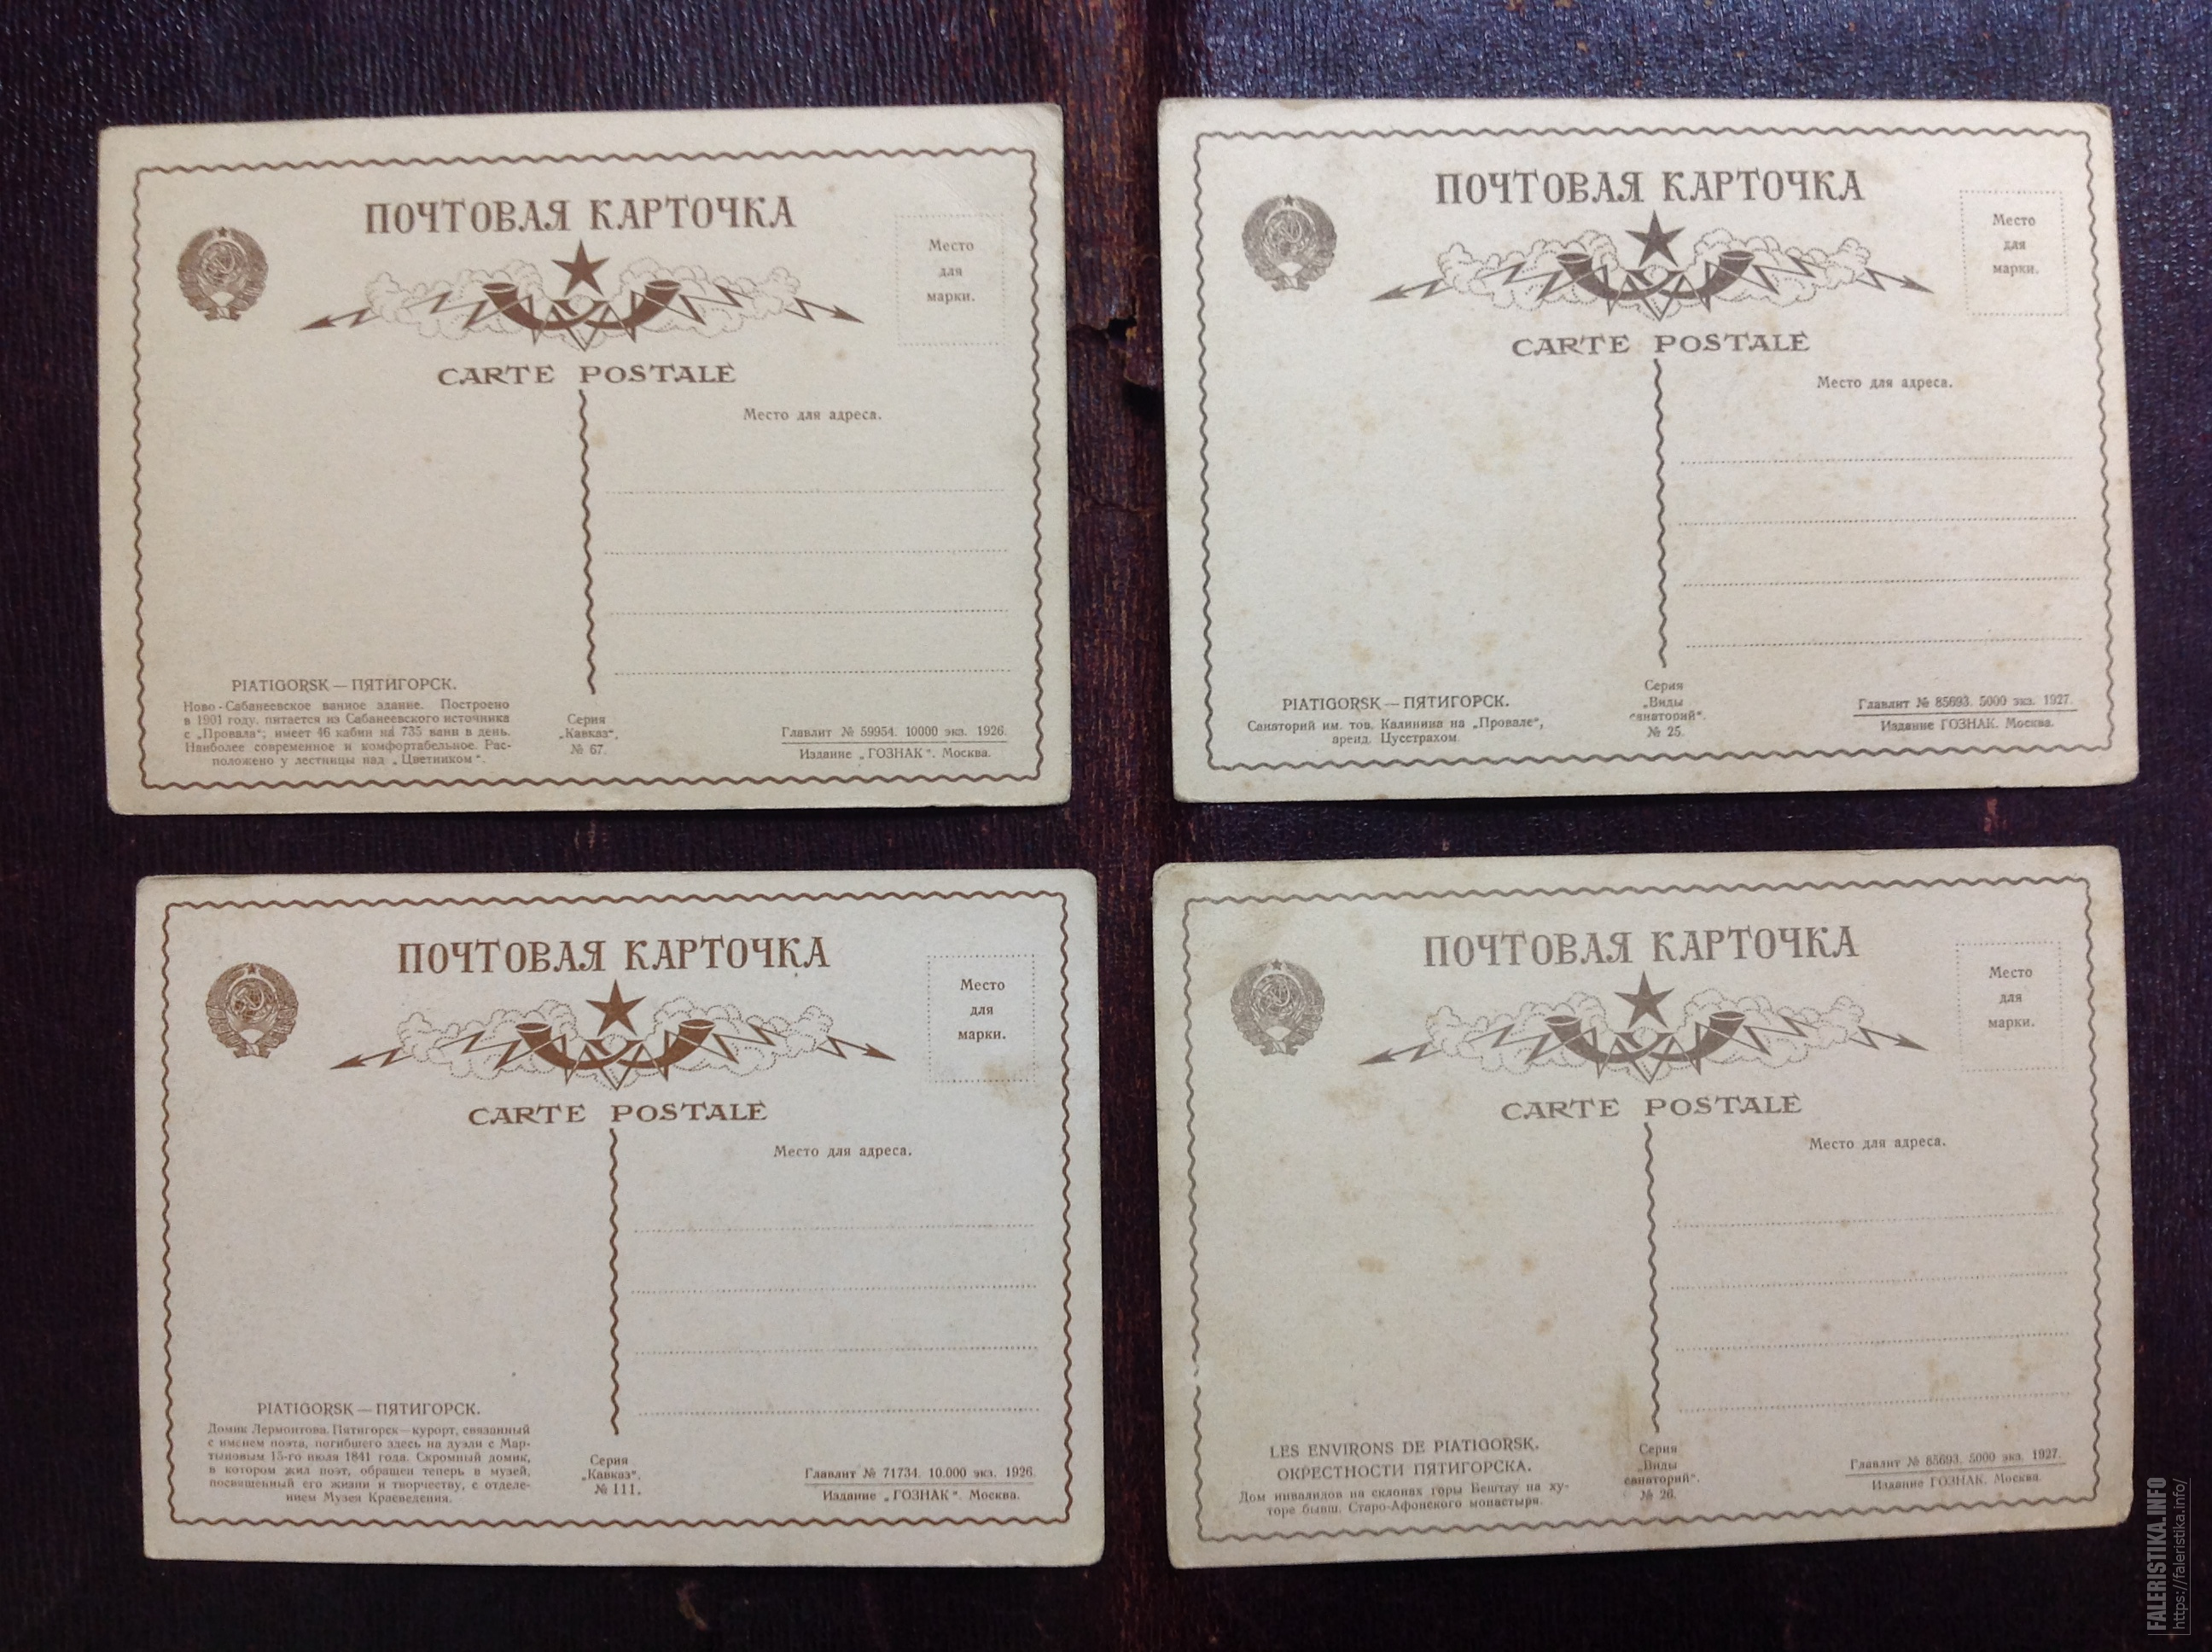 ПОЧТОВАЯ КАРТОЧКА
Место
для
марки.
CARTE POSTALE
Место для адреса.
PIATIGORSK — ПЯТИГОРСК.
Ново-Сабанеевское ванное здание. Построено
в 1901 году, питается из Сабанеевского источника
с „Провала“; имеет 46 кабин на 735 ванн в день.
Наиболее современное и комфортабельное. Рас-
положено у лестницы над „Цветником“.
Серия
„Кавказ“.
№ 67.
Главлит № 59954. 10000 экз. 1926.
Издание „ГОЗНАК“. Москва.
ПОЧТОВАЯ КАРТОЧКА
Место
для
марки.
CARTE POSTALE
Место для адреса.
PIATIGORSK — ПЯТИГОРСК.
Санаторий им. тов. Калинина на „Провале“,
аренд. Цусстрахом
Серия
„Виды
санаторий“.
№ 25.
Главлит № 85693. 5000 экз. 1927.
Издание ГОЗНАК. Москва.
ПОЧТОВАЯ КАРТОЧКА
Место
для
марки.
CARTE POSTALE
Место для адреса.
PIATIGORSK — ПЯТИГОРСК.
Домик Лермонтова. Пятигорск—курорт, связанный
с именем поэта, погибшего здесь на дуэли с Мар-
тыновым 15-го июля 1841 года. Скромный домик,
в котором жил поэт, обращен теперь в музей,
посвященный его жизни и творчеству, с отделе-
нием Музея Краеведения.
Серия
„Кавказ“.
№ 111.
Главлит № 71734. 10.000 экз. 1926.
Издание „ГОЗНАК“. Москва.
ПОЧТОВАЯ КАРТОЧКА
Место
для
марки.
CARTE POSTALE
Место для адреса.
LES ENVIRONS DE PIATIGORSK.
ОКРЕСТНОСТИ ПЯТИГОРСКА.
Дом инвалидов на склонах горы Бештау на ху-
торе бывш. Старо-Афонского монастыря.
Серия
„Виды
санаторий“.
№ 26.
Главлит № 85693. 5000 экз. 1927.
Издание ГОЗНАК. Москва
FALERISTIKA.INFO
https://faleristika.info/